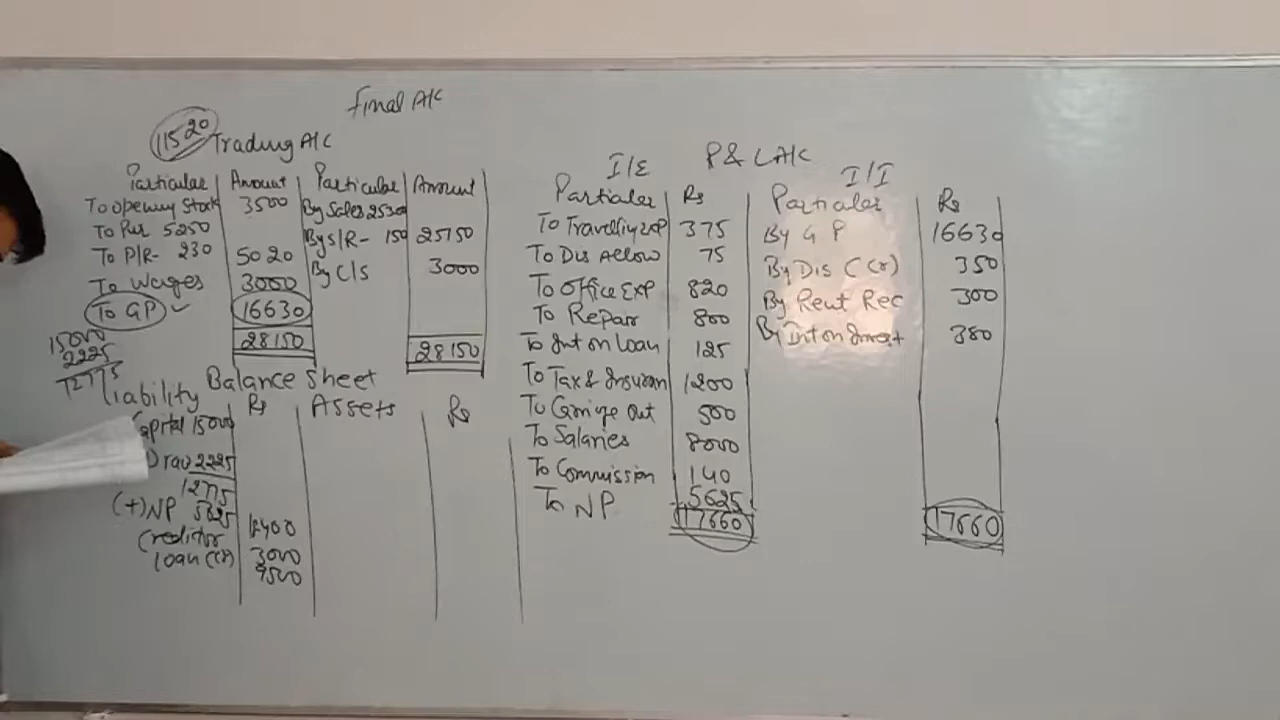 Final A/C
11520
Trading A/C
Particular Amount Particular Amount
To Opening Stock 3500 By Sales 25300
To Pur 5250
By S/R- 150 25150
To P/R- 230 5020
By C/S 3000
To Wages 3000
To GP 16630
28150 28150
15000
2225
12775
Balance Sheet
Liability Rs Assets Rs
Capital 15000
Drav 2225
12775
(+) NP 5625 18400
Creditor 3000
Loan (Cr) 9500
P & L A/C
I/E I/I
Particular Rs Particular Rs
To Travelling Exp 375 By G P 16630
To Dis Allow 75 By Dis (Cr) 350
To Office Exp 820 By Rent Rec 300
To Repair 800 By Int on Invest 380
To Int on Loan 125
To Tax & Insuran 1200
To Carrige Out 500
To Salaries 8000
To Commission 140
To NP 5625
17660 17660